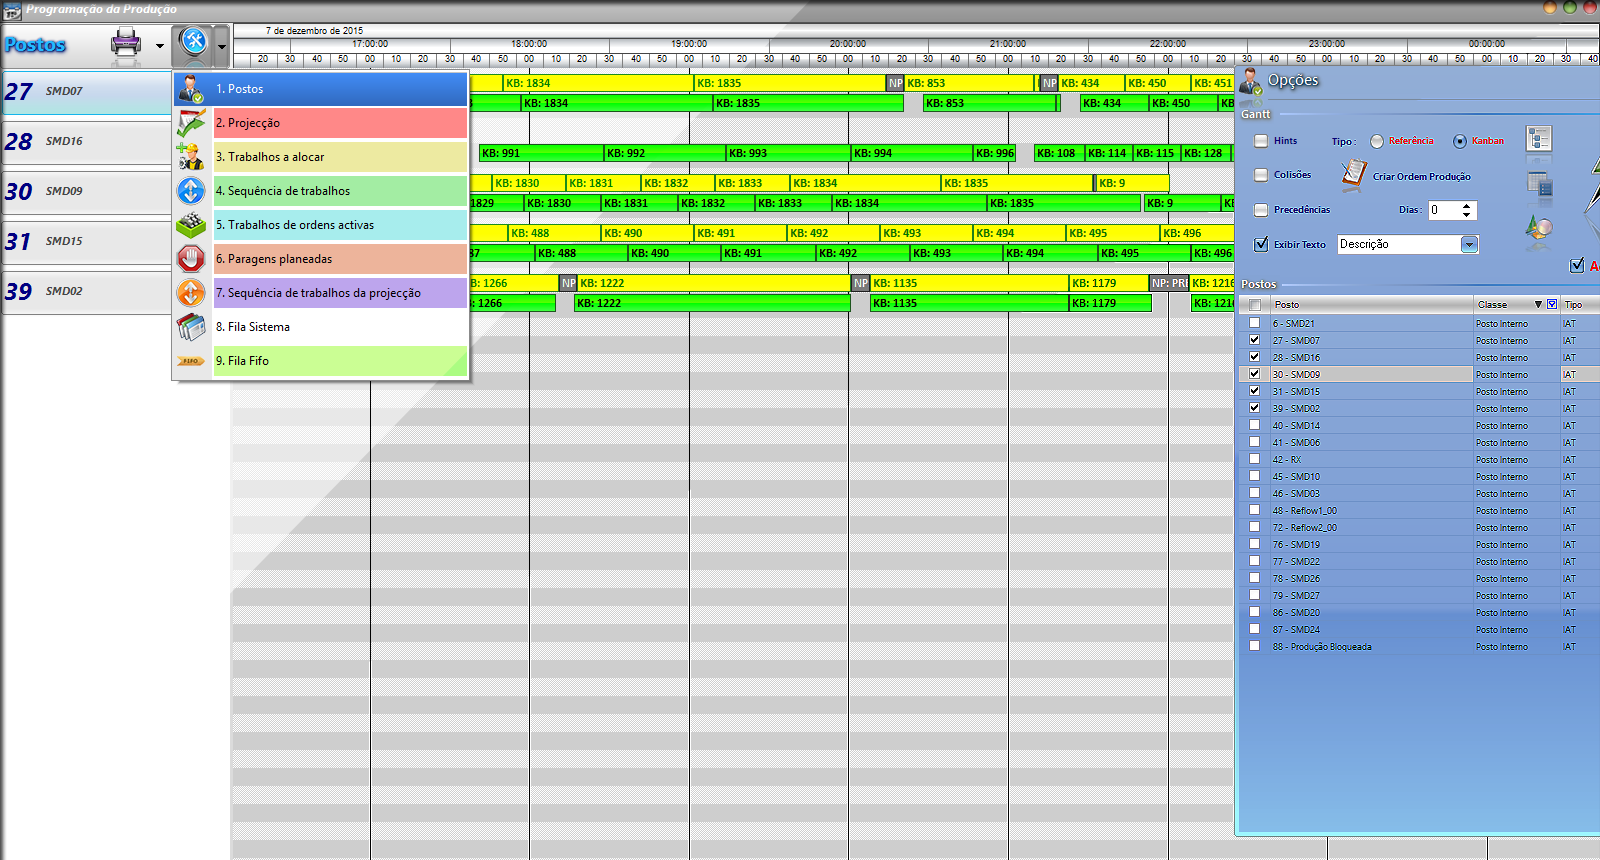 Programação da Produção
Postos
7 de dezembro de 2015
17:00:00 18:00:00 19:00:00 20:00:00 21:00:00 22:00:00 23:00:00 00:00:00
20 30 40 50 00 10 20 30 40 50 00 10 20 30 40 50 00 10 20 30 40 50 00 10 20 30 40 50 00 10 20 30 40 50 00 10 20 30 40 50 00 10 20 30 40 50 00 10 20 30 40
27 SMD07
28 SMD16
30 SMD09
31 SMD15
39 SMD02
1. Postos
2. Projecção
3. Trabalhos a alocar
4. Sequência de trabalhos
5. Trabalhos de ordens activas
6. Paragens planeadas
7. Sequência de trabalhos da projecção
8. Fila Sistema
9. Fila Fifo
FIFO
KB: 1834 KB: 1835 NP KB: 853 NP KB: 434 KB: 450 KB: 451
KB: 1834 KB: 1835 KB: 853 KB: 434 KB: 450
KB: 991 KB: 992 KB: 993 KB: 994 KB: 996 KB: 108 KB: 114 KB: 115 KB: 128
KB: 1830 KB: 1831 KB: 1832 KB: 1833 KB: 1834 KB: 1835 KB: 9
1829 KB: 1830 KB: 1831 KB: 1832 KB: 1833 KB: 1834 KB: 1835 KB: 9
KB: 488 KB: 490 KB: 491 KB: 492 KB: 493 KB: 494 KB: 495 KB: 496
87 KB: 488 KB: 490 KB: 491 KB: 492 KB: 493 KB: 494 KB: 495 KB: 496
: 1266 NP KB: 1222 NP KB: 1135 KB: 1179 NP: PRE KB: 1216
: 1266 KB: 1222 KB: 1135 KB: 1179 KB: 121
Opções
Gantt
Hints Tipo: Referência Kanban
Colisões Criar Ordem Produção
Precedências Dias: 0
Exibir Texto Descrição
Postos
Posto Classe Tipo
6 - SMD21 Posto Interno IAT
27 - SMD07 Posto Interno IAT
28 - SMD16 Posto Interno IAT
30 - SMD09 Posto Interno IAT
31 - SMD15 Posto Interno IAT
39 - SMD02 Posto Interno IAT
40 - SMD14 Posto Interno IAT
41 - SMD06 Posto Interno IAT
42 - RX Posto Interno IAT
45 - SMD10 Posto Interno IAT
46 - SMD03 Posto Interno IAT
48 - Reflow1_00 Posto Interno IAT
72 - Reflow2_00 Posto Interno IAT
76 - SMD19 Posto Interno IAT
77 - SMD22 Posto Interno IAT
78 - SMD26 Posto Interno IAT
79 - SMD27 Posto Interno IAT
86 - SMD20 Posto Interno IAT
87 - SMD24 Posto Interno IAT
88 - Produção Bloqueada Posto Interno IAT